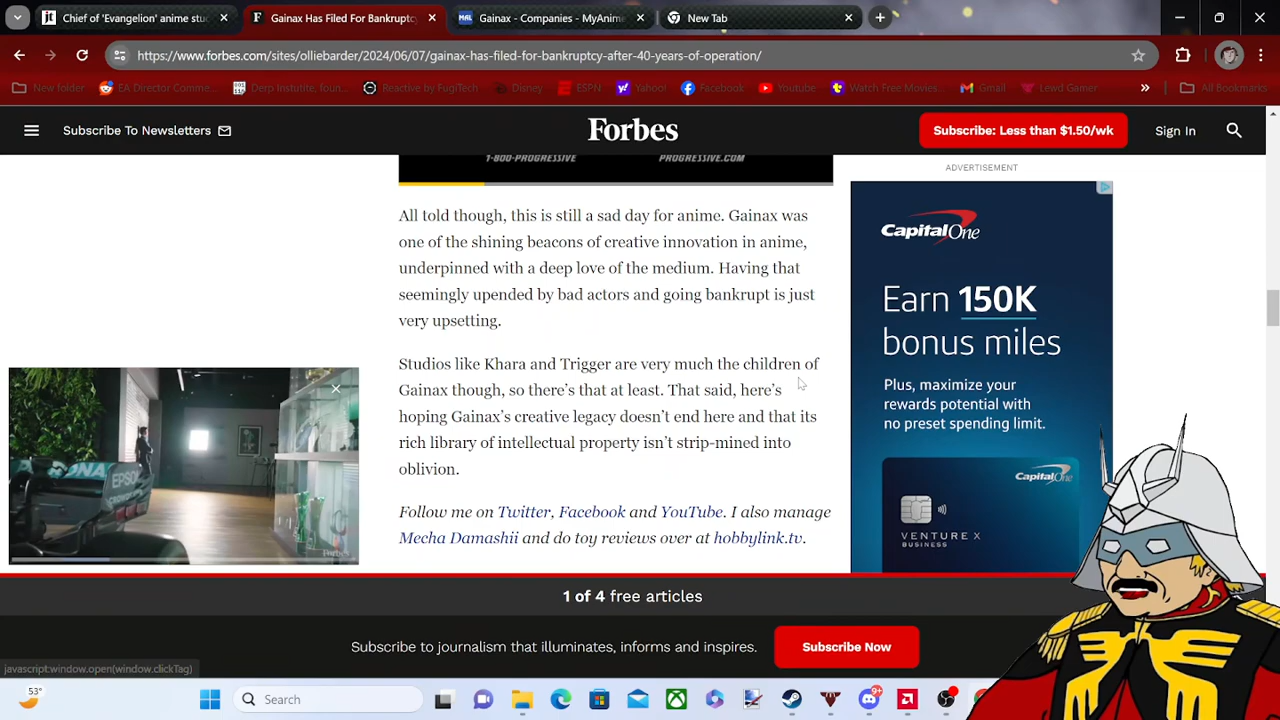 Chief of 'Evangelion' anime stu
Gainax Has Filed For Bankruptc
MAL
Gainax - Companies - MyAnim
New Tab
https://www.forbes.com/sites/olliebarder/2024/06/07/gainax-has-filed-for-bankruptcy-after-40-years-of-operation/
New folder
EA Director Comme...
Derp Instutite, foun...
Reactive by FugiTech
Disney
ESPN
Yahoo!
Facebook
Youtube
Watch Free Movies...
Gmail
Lewd Gamer
All Bookmarks
Subscribe To Newsletters
Forbes
Subscribe: Less than $1.50/wk
Sign In
1-800-PROGRESSIVE
PROGRESSIVE.COM
ADVERTISEMENT
All told though, this is still a sad day for anime. Gainax was
one of the shining beacons of creative innovation in anime,
underpinned with a deep love of the medium. Having that
seemingly upended by bad actors and going bankrupt is just
very upsetting.
Studios like Khara and Trigger are very much the children of
Gainax though, so there's that at least. That said, here's
hoping Gainax's creative legacy doesn't end here and that its
rich library of intellectual property isn't strip-mined into
oblivion.
Follow me on Twitter, Facebook and YouTube. I also manage
Mecha Damashii and do toy reviews over at hobbylink.tv.
Capital One
Earn 150K
bonus miles
Plus, maximize your
rewards potential with
no preset spending limit.
Capital One
VENTURE X
BUSINESS
EPSON
Forbes
1 of 4 free articles
Subscribe to journalism that illuminates, informs and inspires.
Subscribe Now
javascript:window.open(window.clickTag)
53°
Search
9+